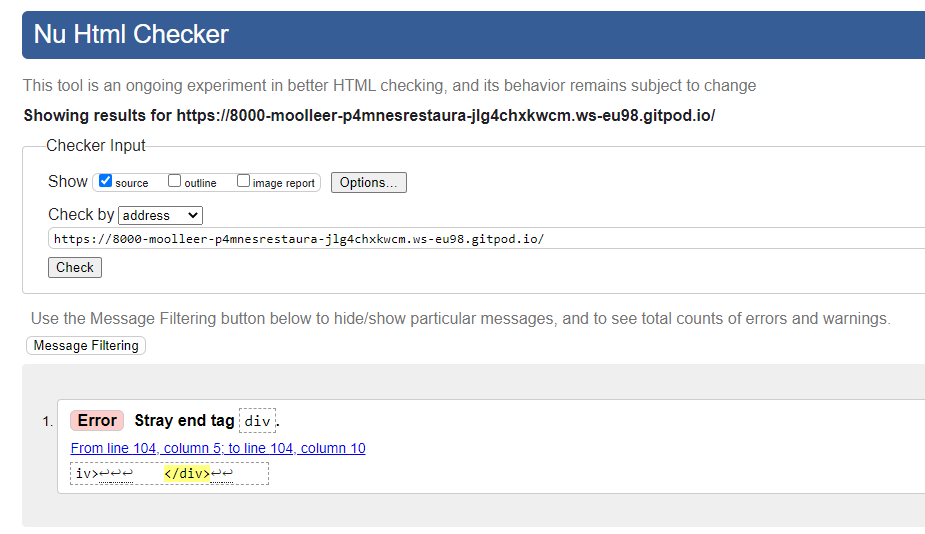 Nu Html Checker
This tool is an ongoing experiment in better HTML checking, and its behavior remains subject to change
Showing results for https://8000-moolleer-p4mnesrestaura-jlg4chxkwcm.ws-eu98.gitpod.io/
Checker Input
Show source outline image report Options...
Check by address
https://8000-moolleer-p4mnesrestaura-jlg4chxkwcm.ws-eu98.gitpod.io/
Check
Use the Message Filtering button below to hide/show particular messages, and to see total counts of errors and warnings.
Message Filtering
1. Error Stray end tag div.
From line 104, column 5; to line 104, column 10
iv>↩↩↩ </div>↩↩